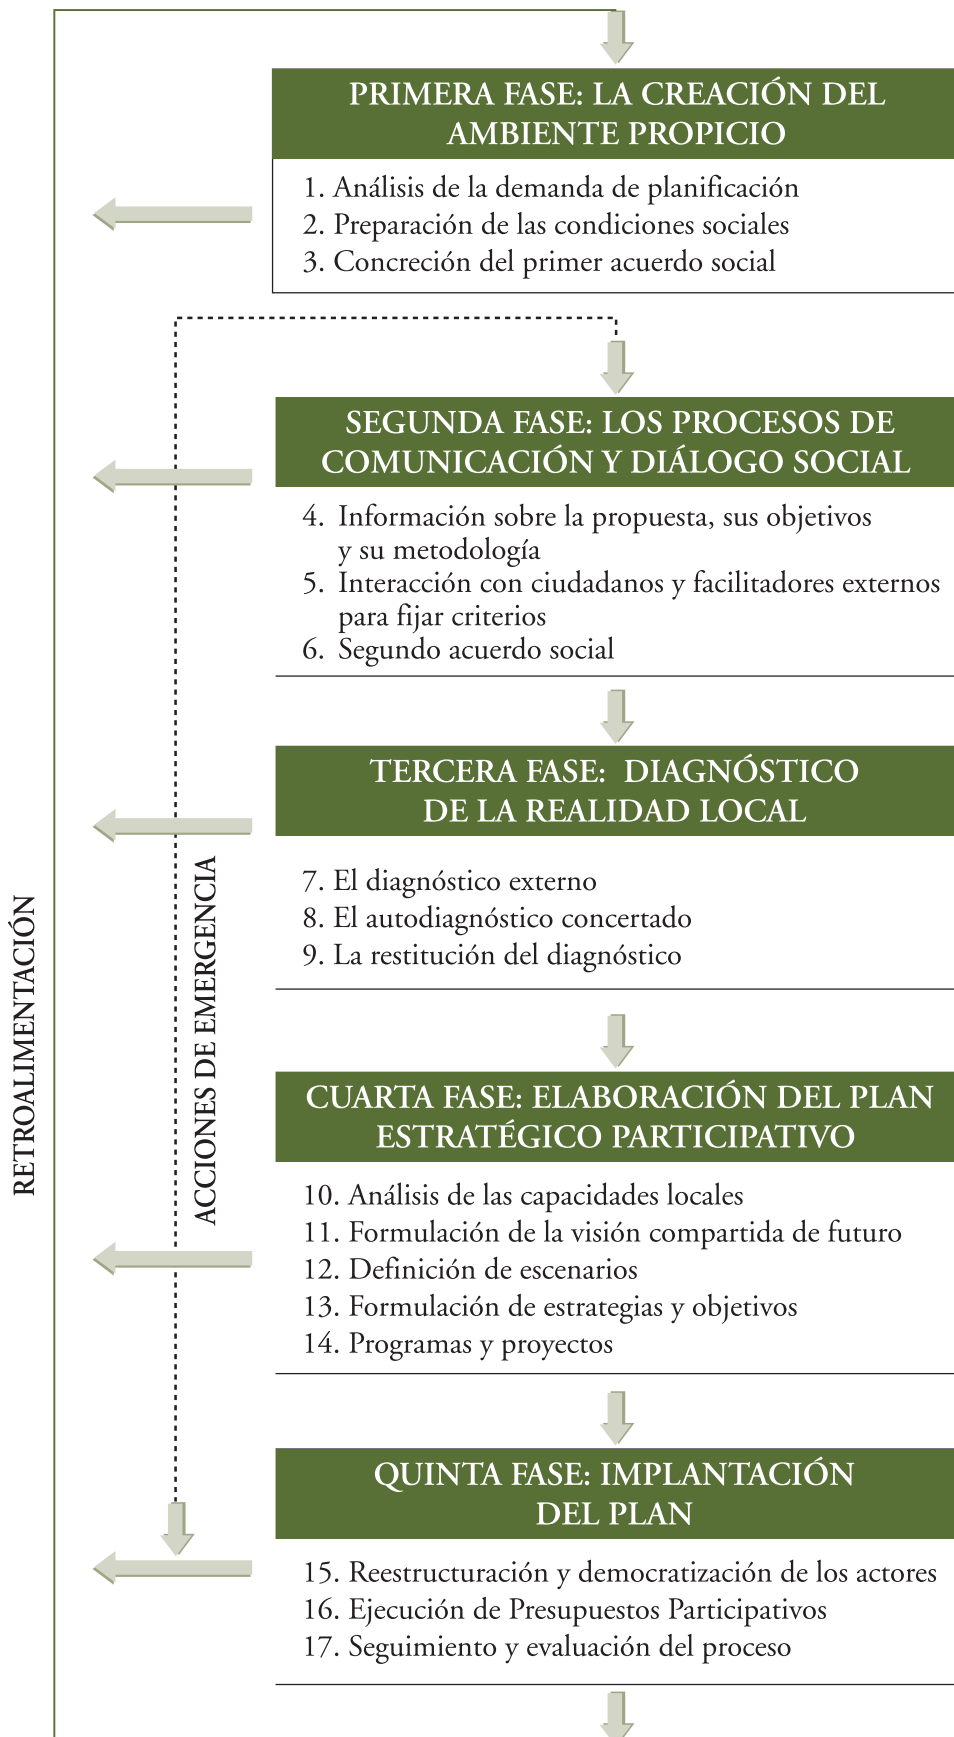 PRIMERA FASE: LA CREACIÓN DEL
AMBIENTE PROPICIO
1. Análisis de la demanda de planificación
2. Preparación de las condiciones sociales
3. Concreción del primer acuerdo social
SEGUNDA FASE: LOS PROCESOS DE
COMUNICACIÓN Y DIÁLOGO SOCIAL
4. Información sobre la propuesta, sus objetivos
y su metodología
5. Interacción con ciudadanos y facilitadores externos
para fijar criterios
6. Segundo acuerdo social
TERCERA FASE: DIAGNÓSTICO
DE LA REALIDAD LOCAL
7. El diagnóstico externo
8. El autodiagnóstico concertado
9. La restitución del diagnóstico
RETROALIMENTACIÓN
ACCIONES DE EMERGENCIA
CUARTA FASE: ELABORACIÓN DEL PLAN
ESTRATÉGICO PARTICIPATIVO
10. Análisis de las capacidades locales
11. Formulación de la visión compartida de futuro
12. Definición de escenarios
13. Formulación de estrategias y objetivos
14. Programas y proyectos
QUINTA FASE: IMPLANTACIÓN
DEL PLAN
15. Reestructuración y democratización de los actores
16. Ejecución de Presupuestos Participativos
17. Seguimiento y evaluación del proceso